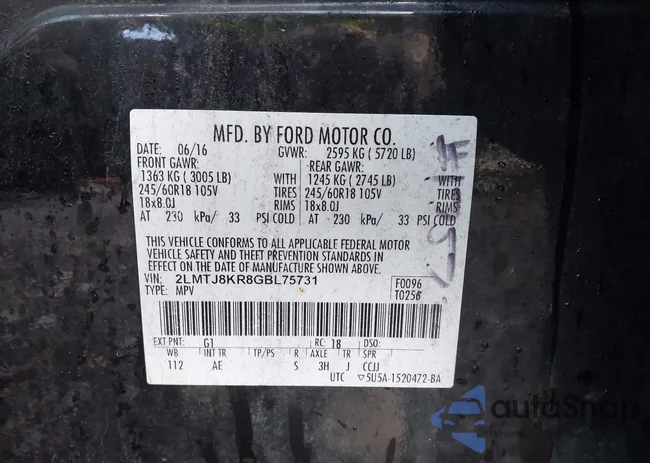 MFD. BY FORD MOTOR CO.
DATE: 06/16 GVWR: 2595 KG ( 5720 LB)
FRONT GAWR: REAR GAWR:
1363 KG ( 3005 LB) WITH 1245 KG ( 2745 LB) WITH
245/60R18 105V TIRES 245/60R18 105V TIRES
18x8.0J RIMS 18x8.0J RIMS
AT 230 kPa/ 33 PSI COLD AT 230 kPa/ 33 PSI COLD
THIS VEHICLE CONFORMS TO ALL APPLICABLE FEDERAL MOTOR
VEHICLE SAFETY AND THEFT PREVENTION STANDARDS IN
EFFECT ON THE DATE OF MANUFACTURE SHOWN ABOVE.
VIN: 2LMTJ8KR8GBL75731 F0096
TYPE: MPV T0256
EXT PNT: G1 RC: 18 DSO:
WB INT TR TP/PS R AXLE TR SPR
112 AE S 3H J CCJJ
UTC ▽5U5A-1520472-BA
autoSnap